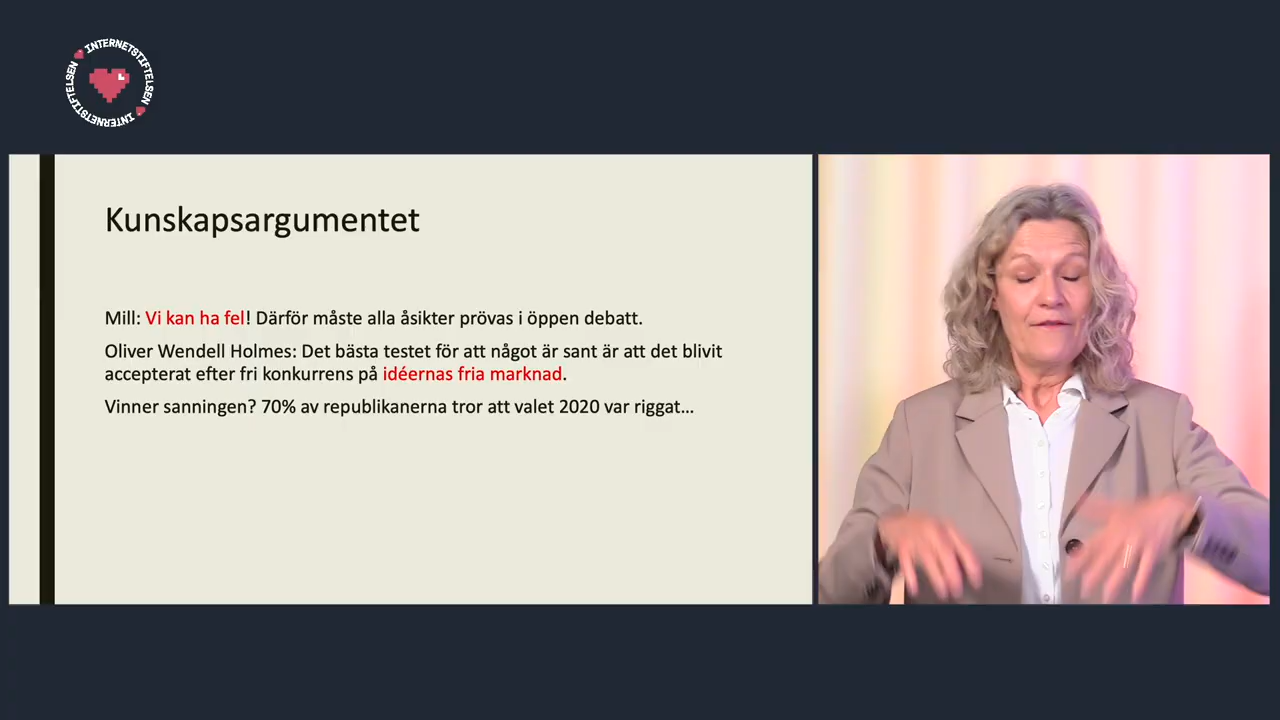 INTERNETSTIFTELSEN
INTERNETSTIFTELSEN
Kunskapsargumentet
Mill: Vi kan ha fel! Därför måste alla åsikter prövas i öppen debatt.
Oliver Wendell Holmes: Det bästa testet för att något är sant är att det blivit
accepterat efter fri konkurrens på idéernas fria marknad.
Vinner sanningen? 70% av republikanerna tror att valet 2020 var riggat...